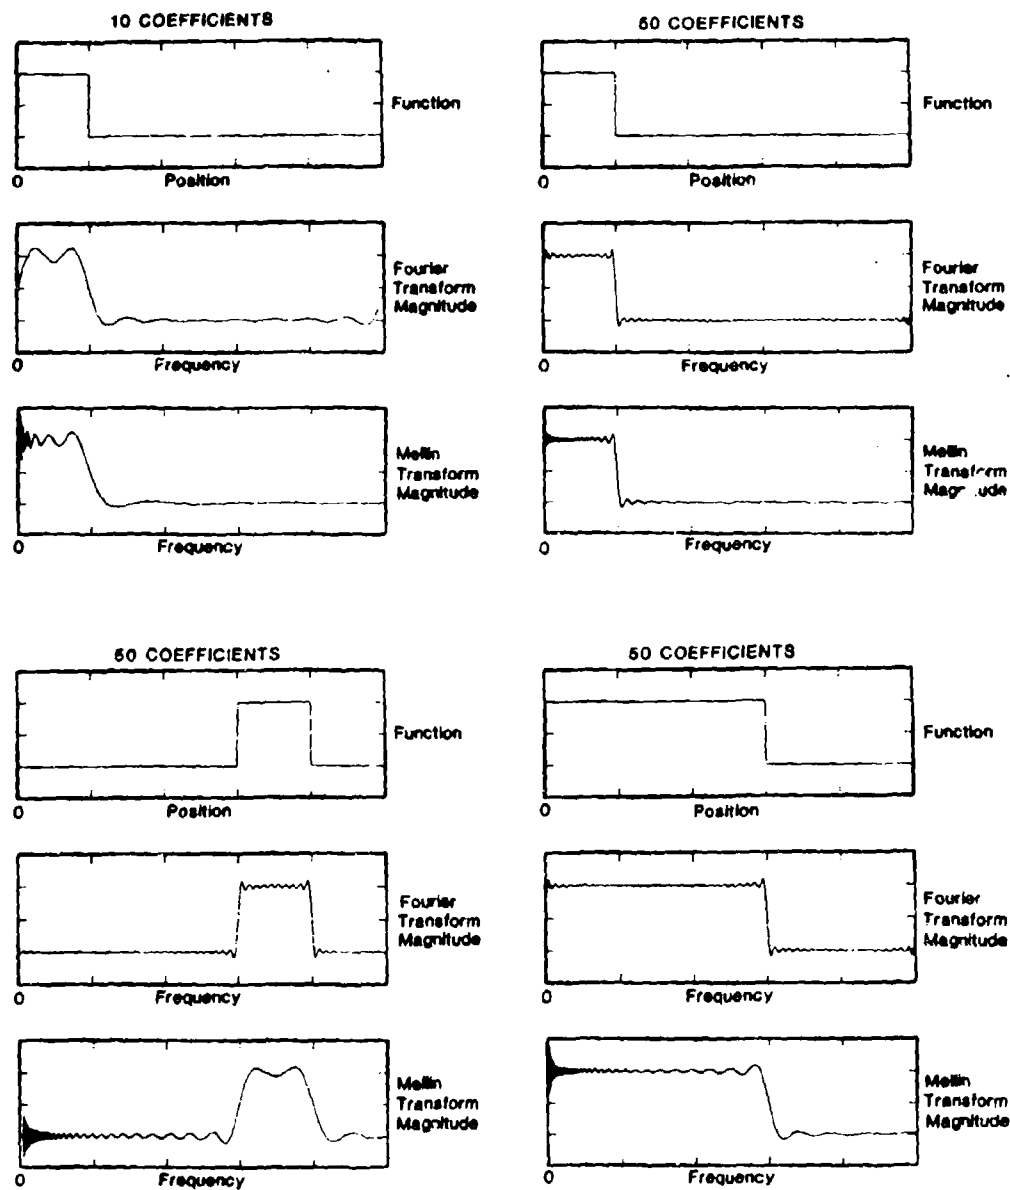 10 COEFFICIENTS
Function
0
Position
Fourier
Transform
Magnitude
0
Frequency
Mellin
Transform
Magnitude
0
Frequency
50 COEFFICIENTS
Function
0
Position
Fourier
Transform
Magnitude
0
Frequency
Mellin
Transform
0
Frequency
50 COEFFICIENTS
Function
0
Position
Fourier
Transform
Magnitude
0
Frequency
Mellin
Transform
Magnitude
0
Frequency
50 COEFFICIENTS
Function
0
Position
Fourier
Transform
Magnitude
0
Frequency
Mellin
Transform
Magnitude
0
Frequency